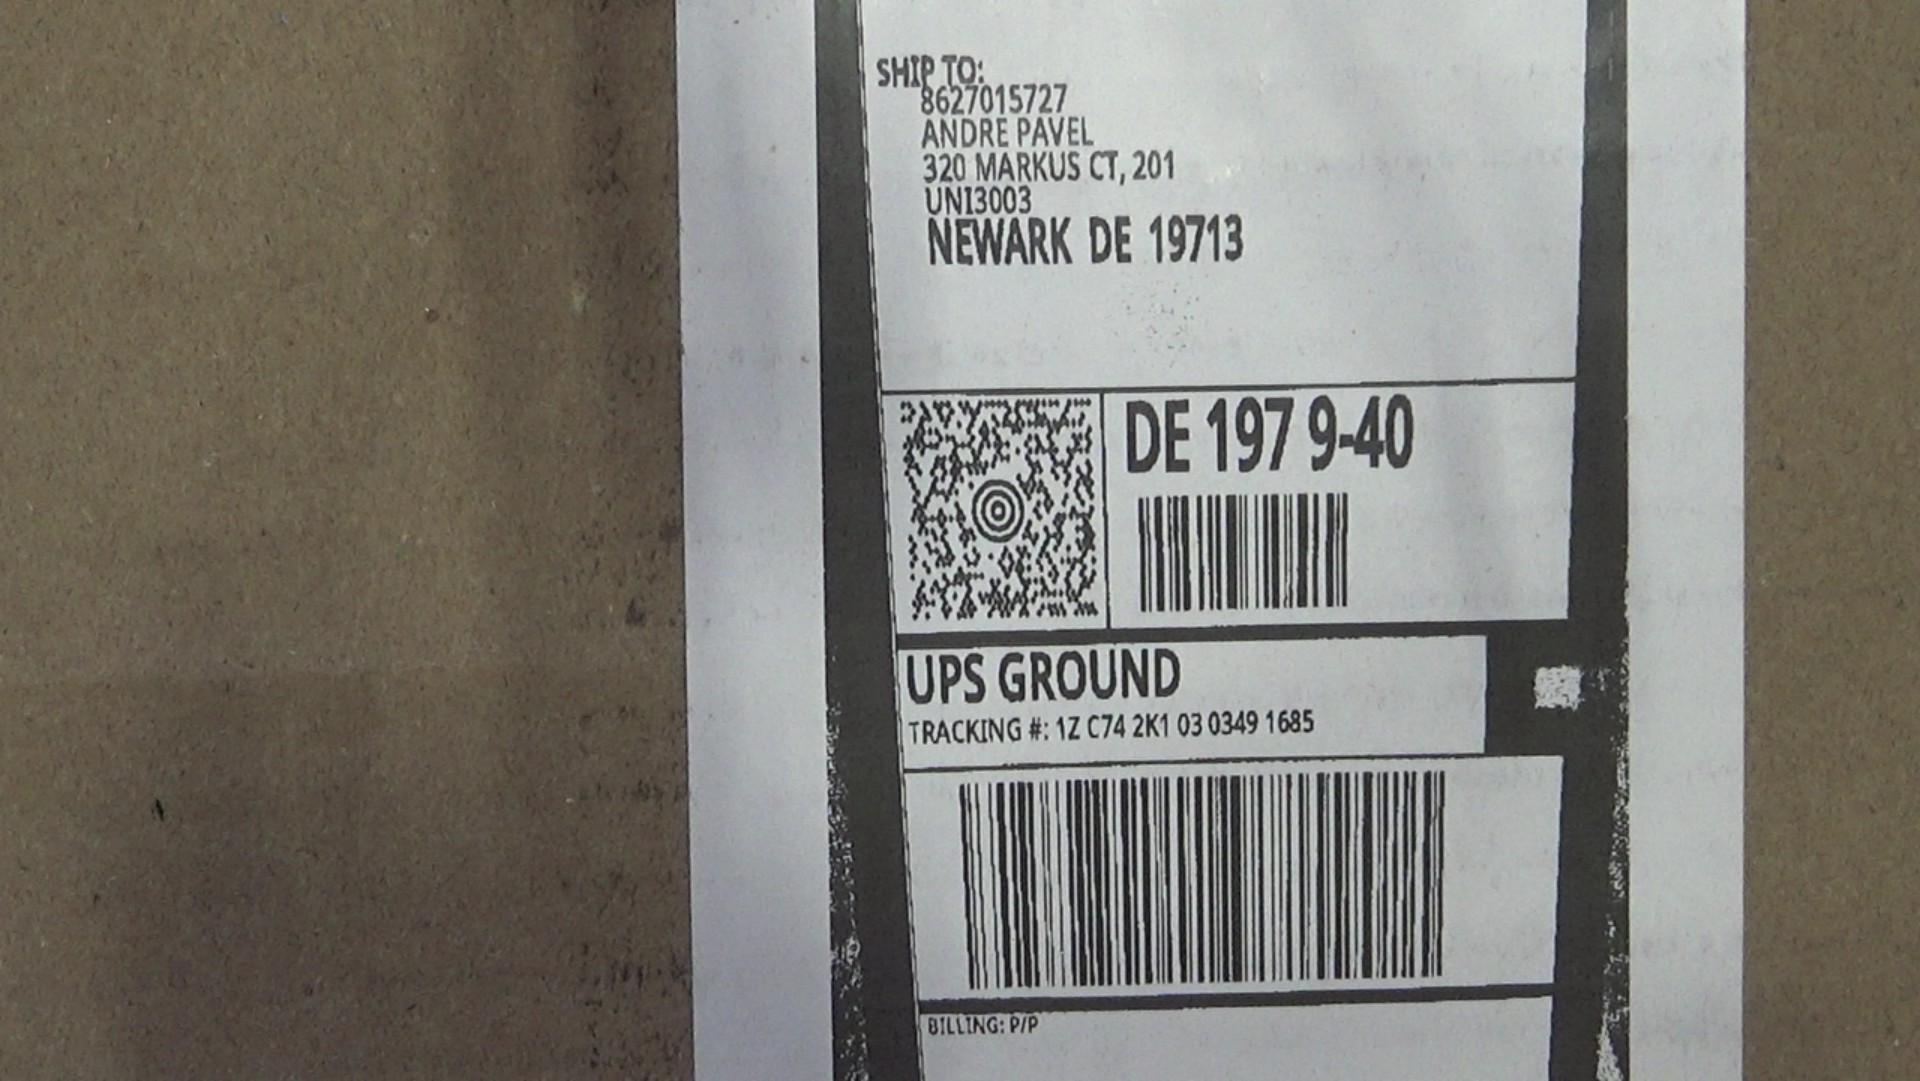 SHIP TO:
8627015727
ANDRE PAVEL
320 MARKUS CT, 201
UNI3003
NEWARK DE 19713
DE 197 9-40
UPS GROUND
TRACKING #: 1Z C74 2K1 03 0349 1685
BILLING: P/P